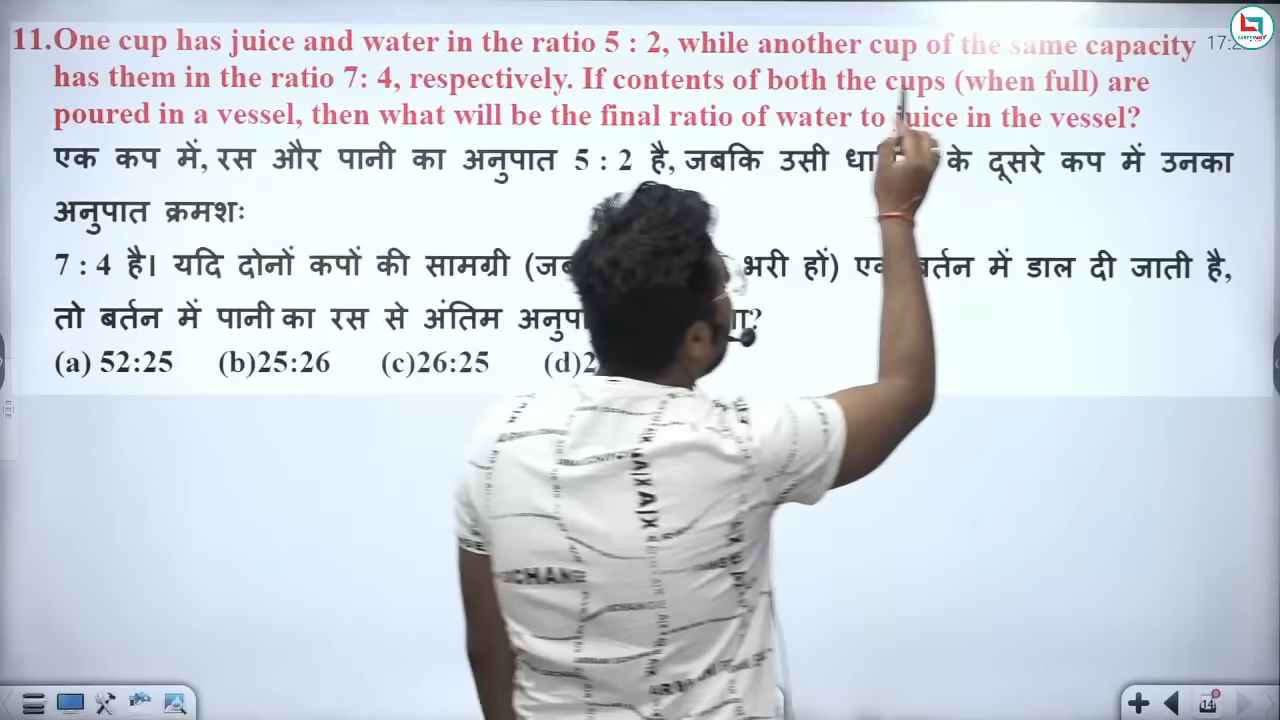 11.One cup has juice and water in the ratio 5 : 2, while another cup of the same capacity
has them in the ratio 7: 4, respectively. If contents of both the cups (when full) are
poured in a vessel, then what will be the final ratio of water to juice in the vessel?
एक कप में, रस और पानी का अनुपात 5 : 2 है, जबकि उसी के दूसरे कप में उनका
अनुपात क्रमशः
7 : 4 है। यदि दोनों कपों की सामग्री भरी हों) बर्तन में डाल दी जाती है,
तो बर्तन में पानी का रस से अंतिम
(a) 52:25 (b)25:26 (c)26:25 (d)2